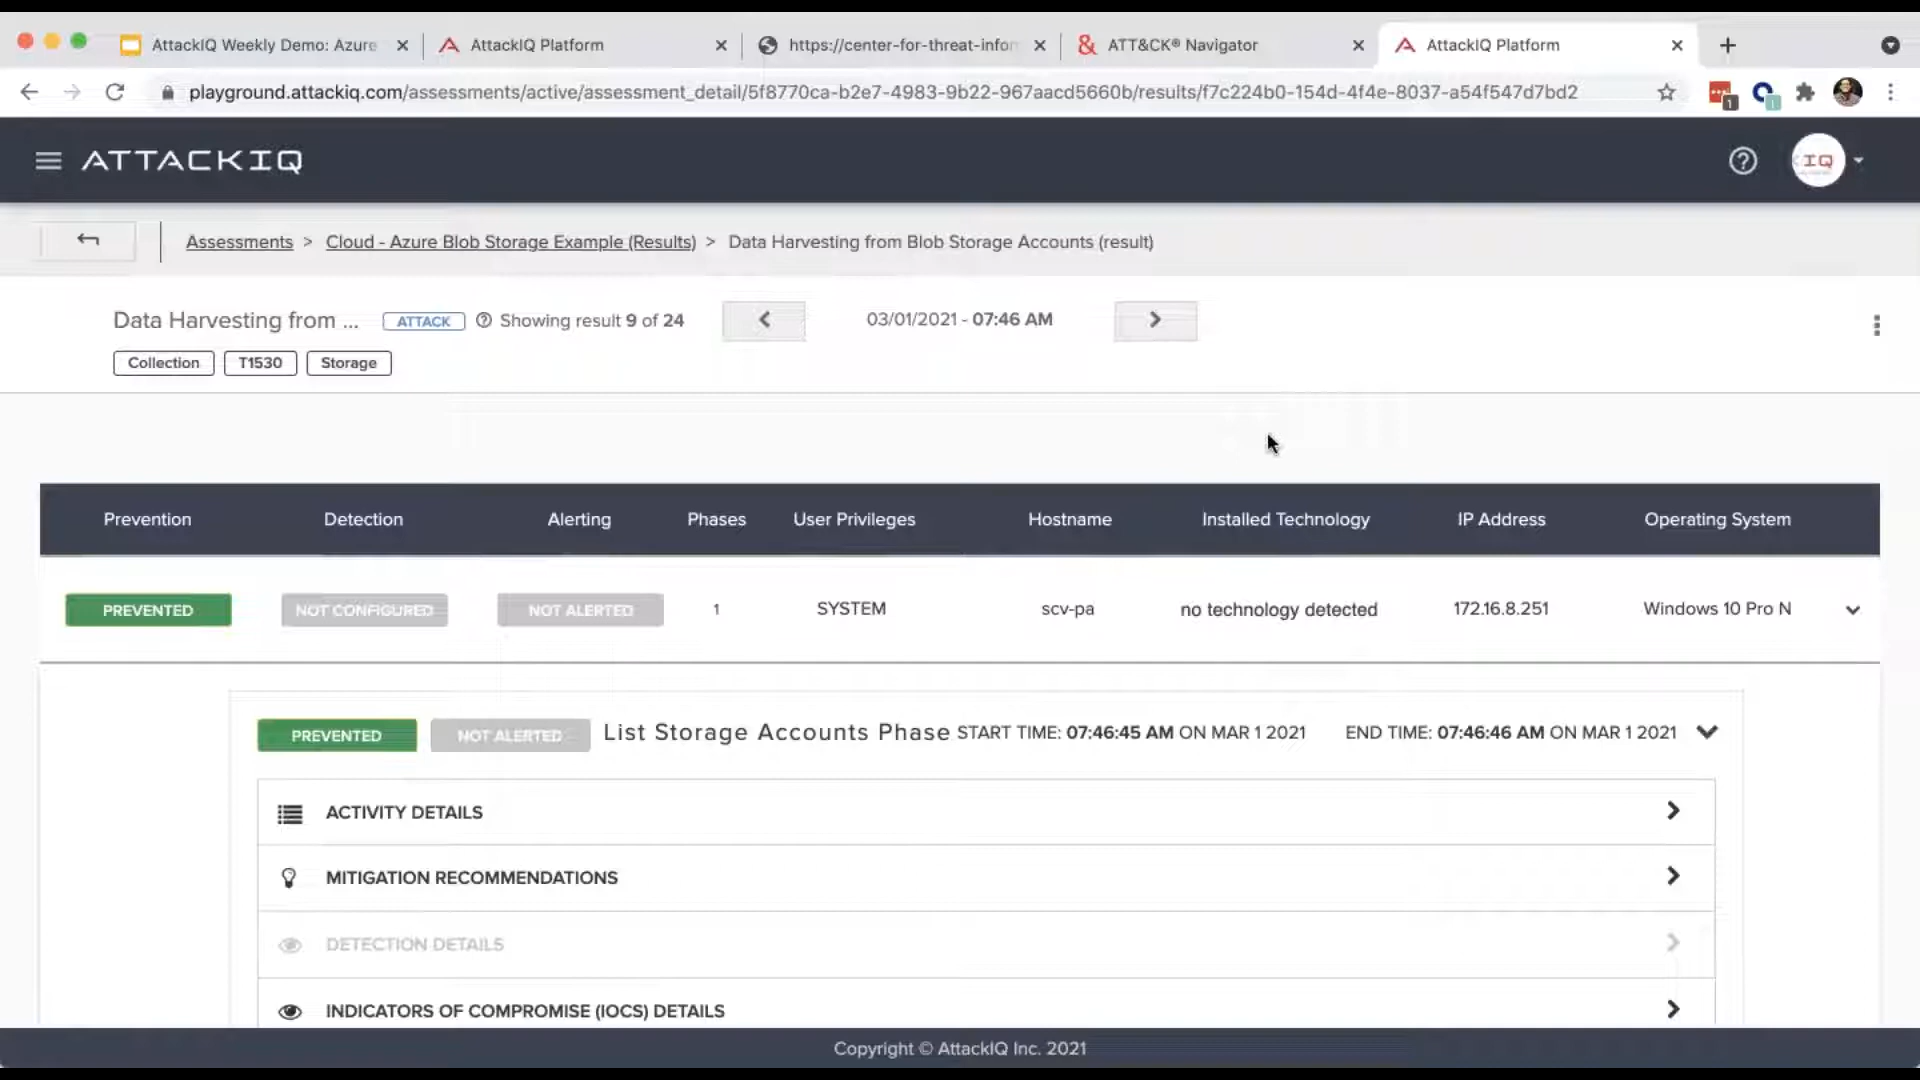 AttackIQ Weekly Demo: Azure
AttackIQ Platform
https://center-for-threat-infor
ATT&CK® Navigator
AttackIQ Platform
playground.attackiq.com/assessments/active/assessment_detail/5f8770ca-b2e7-4983-9b22-967aacd5660b/results/f7c224b0-154d-4f4e-8037-a54f547d7bd2
1
1
ATTACKIQ
IQ
Assessments > Cloud - Azure Blob Storage Example (Results) > Data Harvesting from Blob Storage Accounts (result)
Data Harvesting from ... ATTACK Showing result 9 of 24 03/01/2021 - 07:46 AM
Collection T1530 Storage
Prevention Detection Alerting Phases User Privileges Hostname Installed Technology IP Address Operating System
PREVENTED NOT CONFIGURED NOT ALERTED 1 SYSTEM scv-pa no technology detected 172.16.8.251 Windows 10 Pro N
PREVENTED NOT ALERTED List Storage Accounts Phase START TIME: 07:46:45 AM ON MAR 1 2021 END TIME: 07:46:46 AM ON MAR 1 2021
ACTIVITY DETAILS
MITIGATION RECOMMENDATIONS
DETECTION DETAILS
INDICATORS OF COMPROMISE (IOCS) DETAILS
Copyright © AttackIQ Inc. 2021